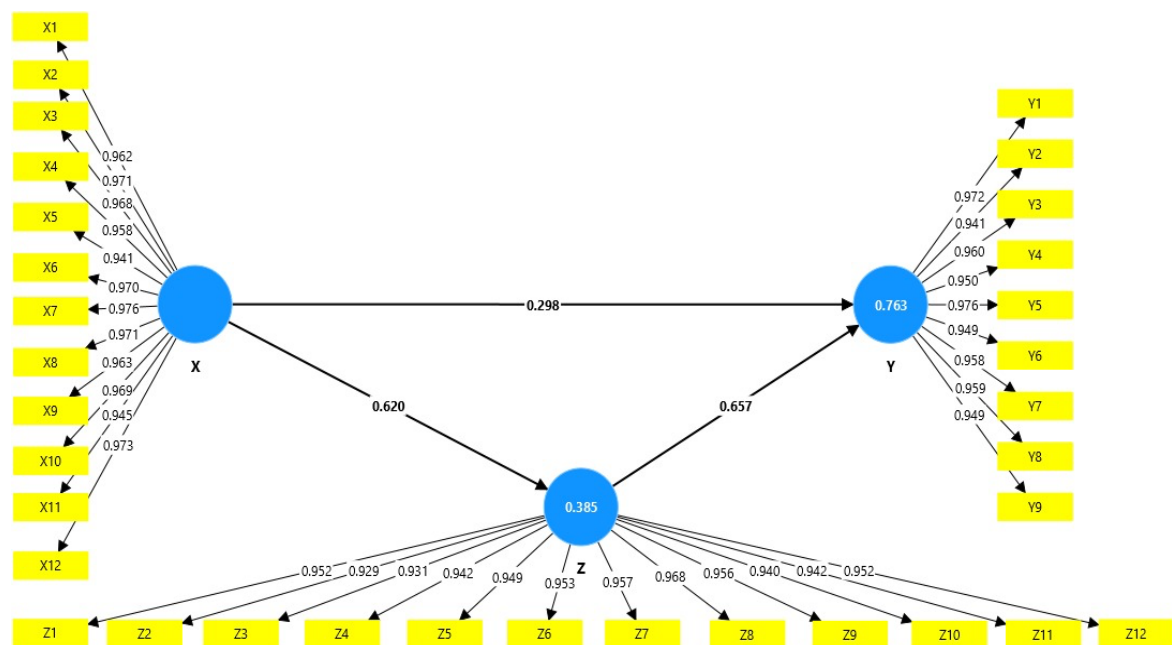 X1
X2
X3
X4
X5
X6
X7
X8
X9
X10
X11
X12
0.962
0.971
0.968
0.958
0.941
0.970
0.976
0.971
0.963
0.969
0.945
0.973
X
0.298
0.620
0.657
0.763
Y
0.972
0.941
0.960
0.950
0.976
0.949
0.958
0.959
0.949
Y1
Y2
Y3
Y4
Y5
Y6
Y7
Y8
Y9
0.385
Z
0.952
0.929
0.931
0.942
0.949
0.953
0.957
0.968
0.956
0.940
0.942
0.952
Z1
Z2
Z3
Z4
Z5
Z6
Z7
Z8
Z9
Z10
Z11
Z12